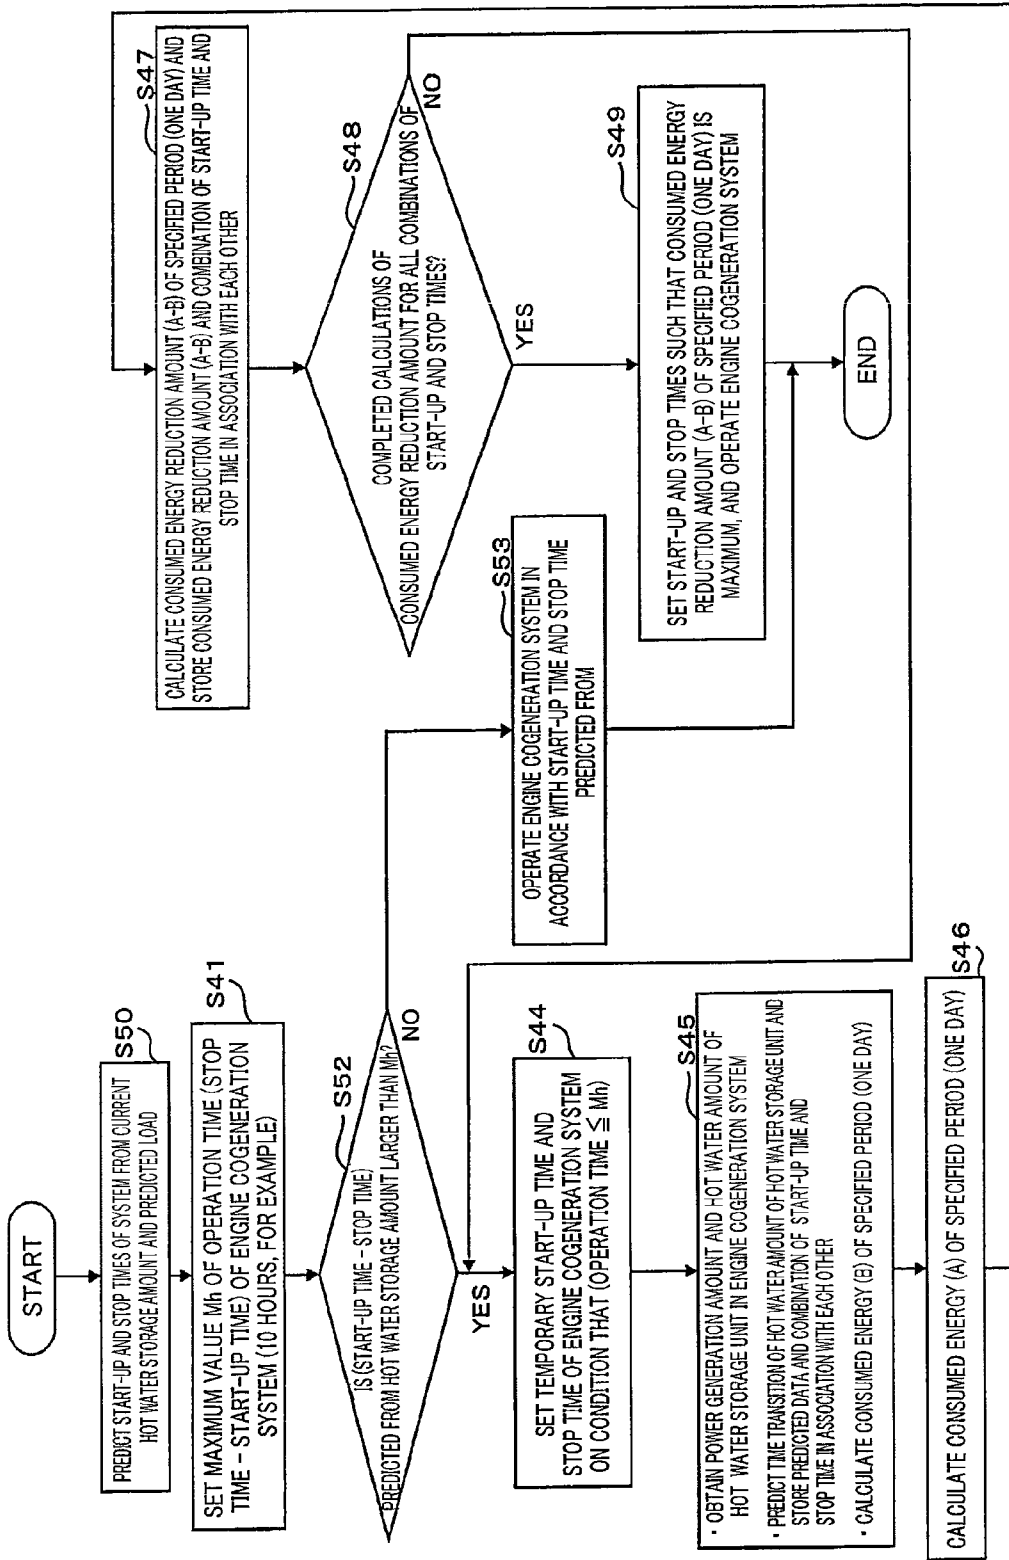 START
S50
PREDICT START-UP AND STOP TIMES OF SYSTEM FROM CURRENT
HOT WATER STORAGE AMOUNT AND PREDICTED LOAD
S41
SET MAXIMUM VALUE Mh OF OPERATION TIME (STOP
TIME – START-UP TIME) OF ENGINE COGENERATION
SYSTEM (10 HOURS, FOR EXAMPLE)
S52
IS (START-UP TIME – STOP TIME)
PREDICTED FROM HOT WATER STORAGE AMOUNT LARGER THAN Mh?
NO
YES
S44
SET TEMPORARY START-UP TIME AND
STOP TIME OF ENGINE COGENERATION SYSTEM
ON CONDITION THAT (OPERATION TIME ≦ Mh)
S45
· OBTAIN POWER GENERATION AMOUNT AND HOT WATER AMOUNT OF
HOT WATER STORAGE UNIT IN ENGINE COGENERATION SYSTEM
· PREDICT TIME TRANSITION OF HOT WATER AMOUNT OF HOT WATER STORAGE UNIT AND
STORE PREDICTED DATA AND COMBINATION OF START-UP TIME AND
STOP TIME IN ASSOCIATION WITH EACH OTHER
· CALCULATE CONSUMED ENERGY (B) OF SPECIFIED PERIOD (ONE DAY)
S46
CALCULATE CONSUMED ENERGY (A) OF SPECIFIED PERIOD (ONE DAY)
S47
CALCULATE CONSUMED ENERGY REDUCTION AMOUNT (A-B) OF SPECIFIED PERIOD (ONE DAY) AND
STORE CONSUMED ENERGY REDUCTION AMOUNT (A-B) AND COMBINATION OF START-UP TIME AND
STOP TIME IN ASSOCIATION WITH EACH OTHER
S48
COMPLETED CALCULATIONS OF
CONSUMED ENERGY REDUCTION AMOUNT FOR ALL COMBINATIONS OF
START-UP AND STOP TIMES?
NO
YES
S49
SET START-UP AND STOP TIMES SUCH THAT CONSUMED ENERGY
REDUCTION AMOUNT (A-B) OF SPECIFIED PERIOD (ONE DAY) IS
MAXIMUM, AND OPERATE ENGINE COGENERATION SYSTEM
S53
OPERATE ENGINE COGENERATION SYSTEM IN
ACCORDANCE WITH START-UP TIME AND STOP TIME
PREDICTED FROM
END